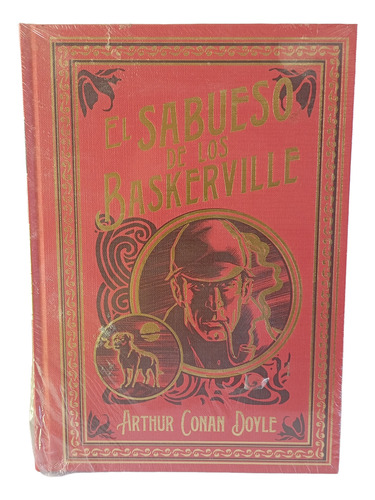 El SABUESO
DE LOS
BASKERVILLE
ARTHUR CONAN DOYLE